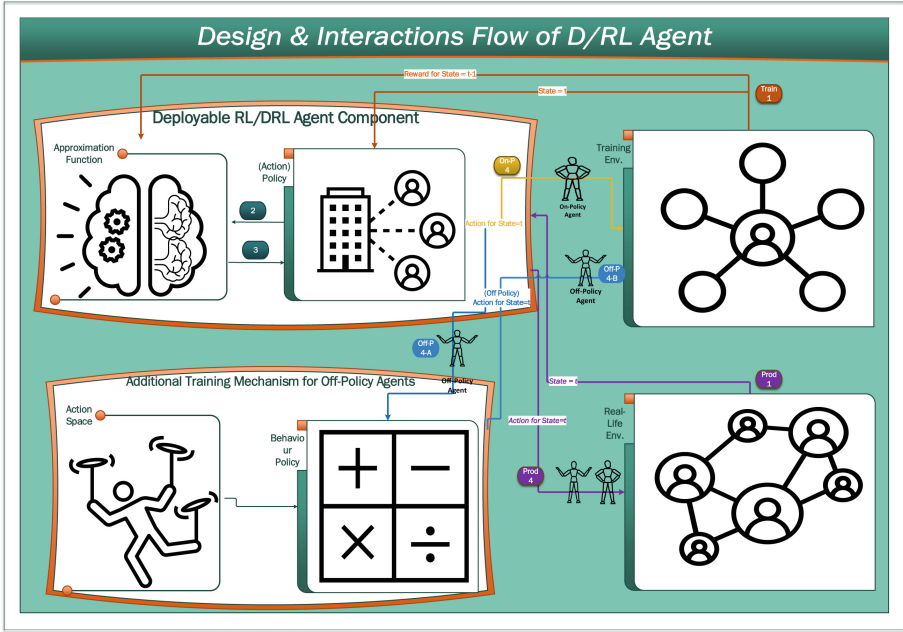 Design & Interactions Flow of D/RL Agent
Reward for State = t-1
State = t
Train
1
Deployable RL/DRL Agent Component
Approximation
Function
(Action)
Policy
2
3
On-P
4
Action for State=t
On-Policy
Agent
Training
Env.
Off-P
4-B
Off-Policy
Agent
(Off Policy)
Action for State=t
Off-P
4-A
Off-Policy
Agent
Additional Training Mechanism for Off-Policy Agents
Action
Space
Behavio
ur
Policy
State = t
Prod
1
Action for State=t
Prod
4
Real-
Life
Env.